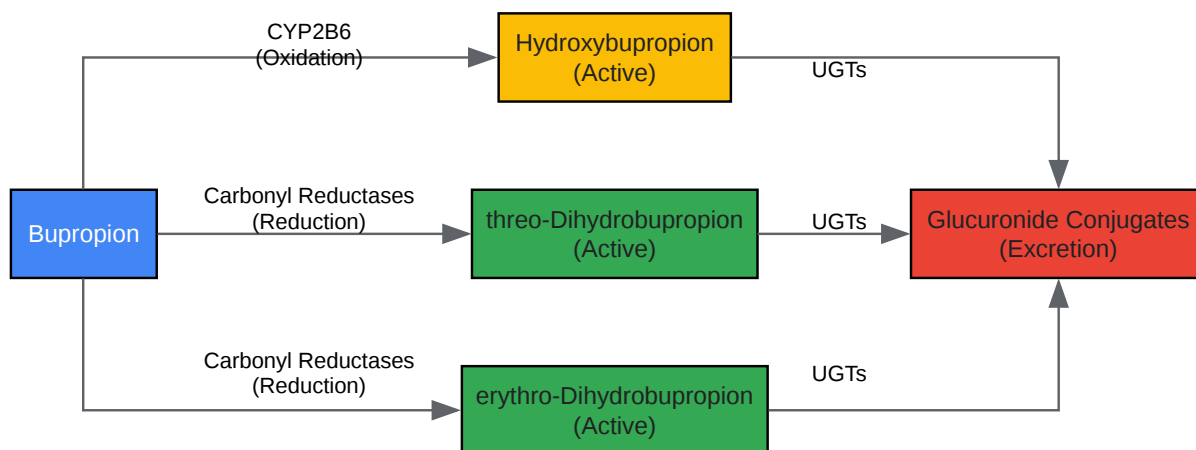 CYP2B6
(Oxidation)
Hydroxybupropion
(Active)
UGTs
Bupropion
Carbonyl Reductases
(Reduction)
threo-Dihydrobupropion
(Active)
UGTs
Glucuronide Conjugates
(Excretion)
Carbonyl Reductases
(Reduction)
erythro-Dihydrobupropion
(Active)
UGTs